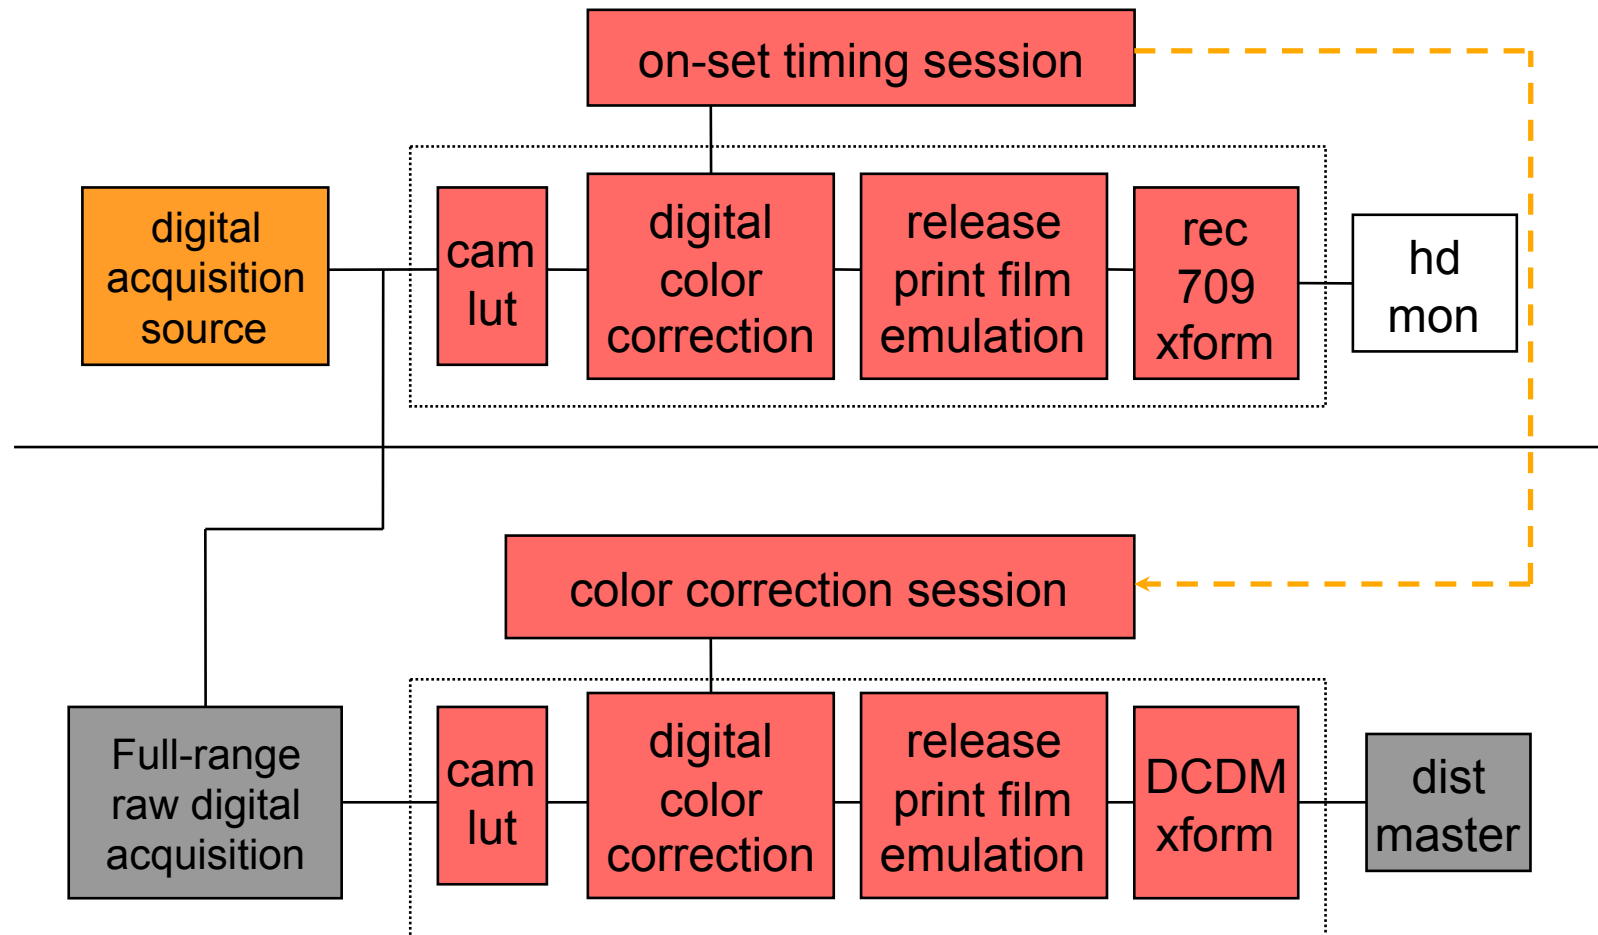 on-set timing session
digital
acquisition
source
cam
lut
digital
color
correction
release
print film
emulation
rec
709
xform
hd
mon
color correction session
Full-range
raw digital
acquisition
cam
lut
digital
color
correction
release
print film
emulation
DCDM
xform
dist
master